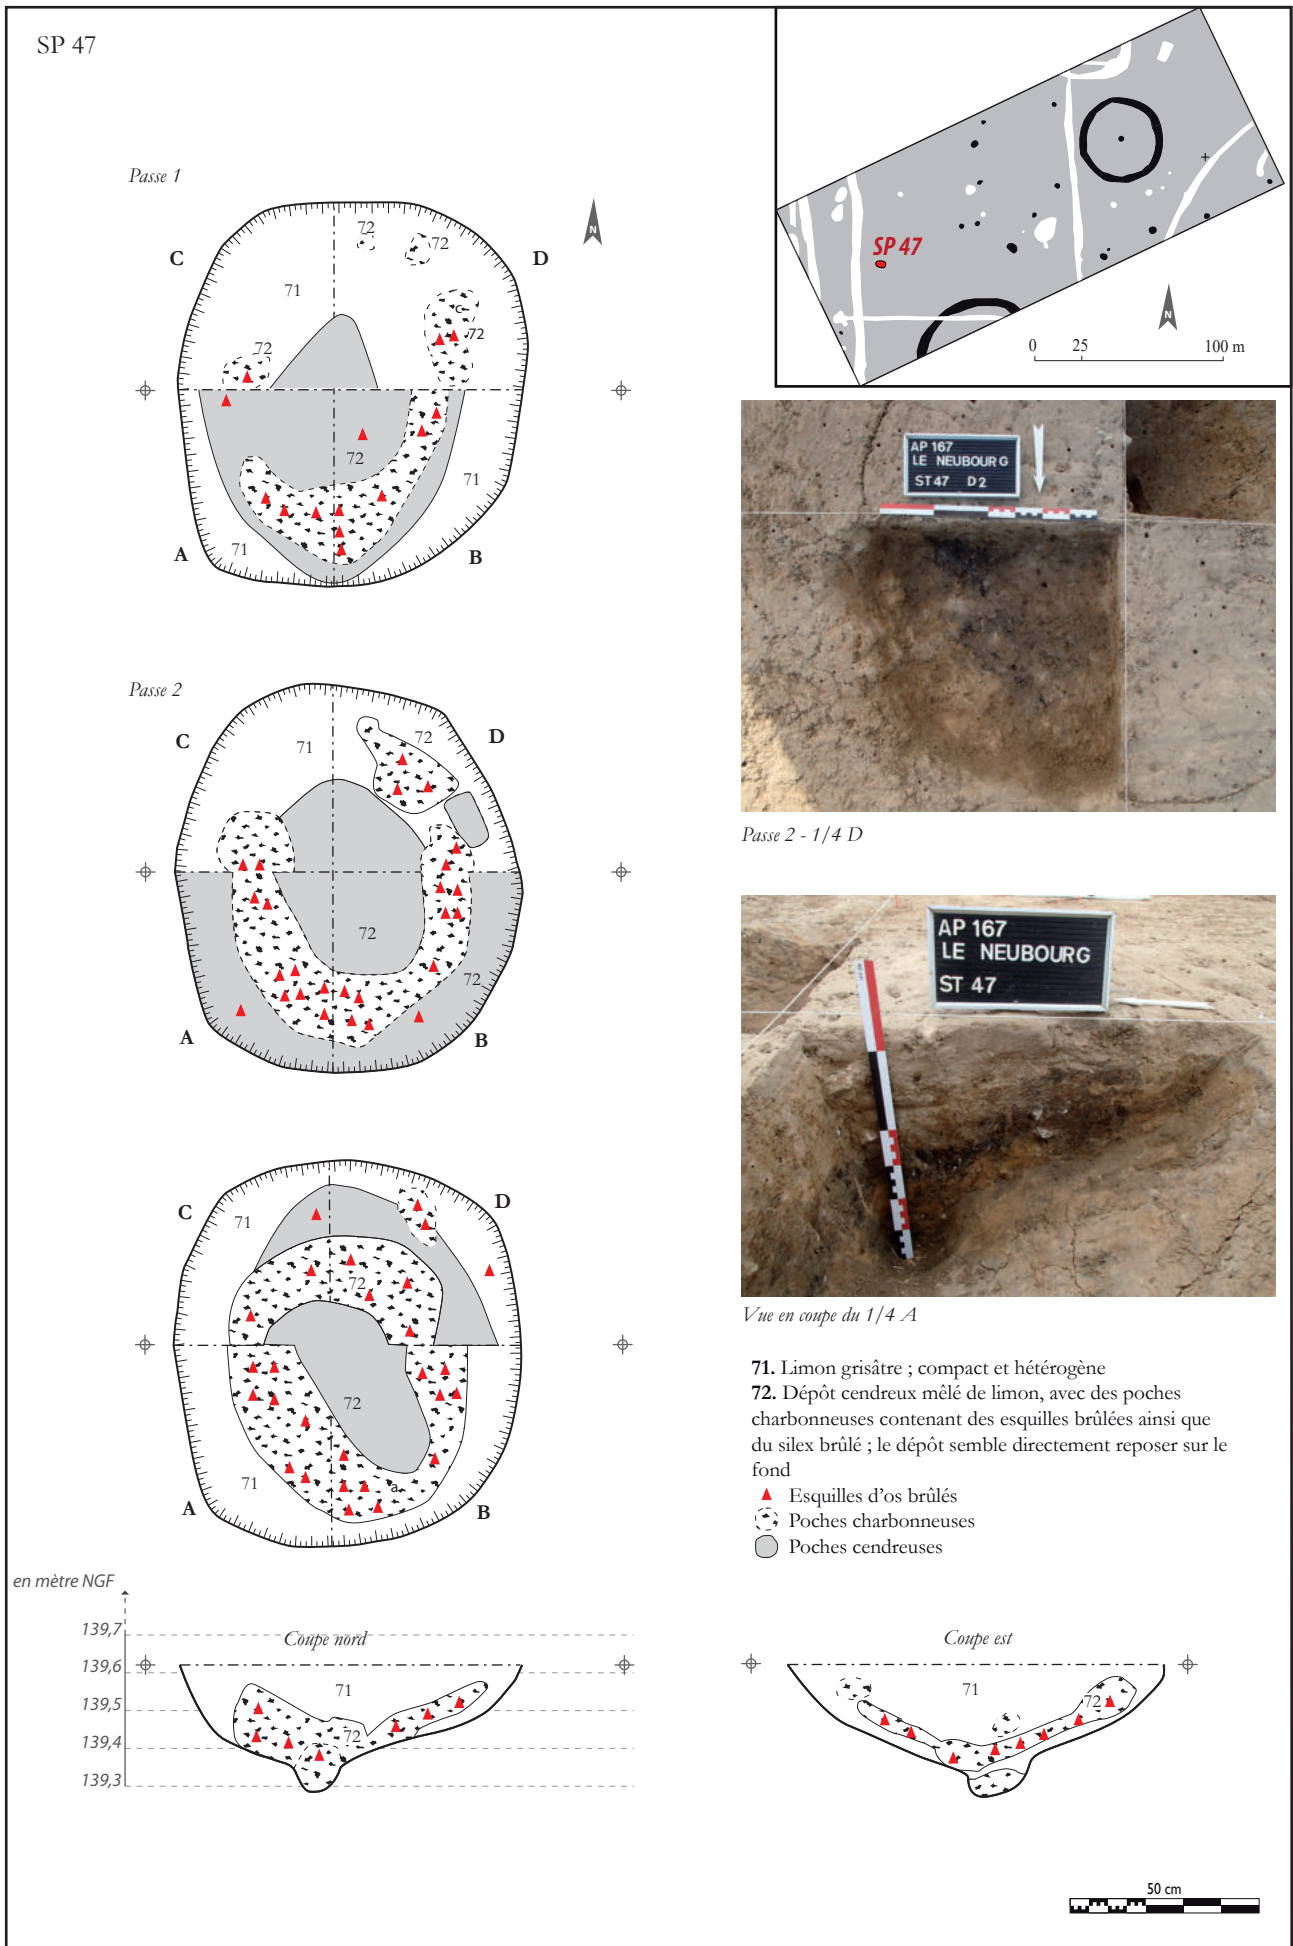 SP 47
Passe 1
N
C
D
72
72
71
c
72
72
72
71
71
A
B
SP 47
N
0 25 100 m
AP 167
LE NEUBOURG
ST 47 D 2
Passe 2 - 1/4 D
Passe 2
C
D
71
72
72
72
A
B
AP 167
LE NEUBOURG
ST 47
Vue en coupe du 1/4 A
C
D
71
72
72
71
a
A
B
71. Limon grisâtre ; compact et hétérogène
72. Dépôt cendreux mêlé de limon, avec des poches
charbonneuses contenant des esquilles brûlées ainsi que
du silex brûlé ; le dépôt semble directement reposer sur le
fond
Esquilles d'os brûlés
Poches charbonneuses
Poches cendreuses
en mètre NGF
139,7
139,6
139,5
139,4
139,3
Coupe nord
71
72
Coupe est
71
72
50 cm